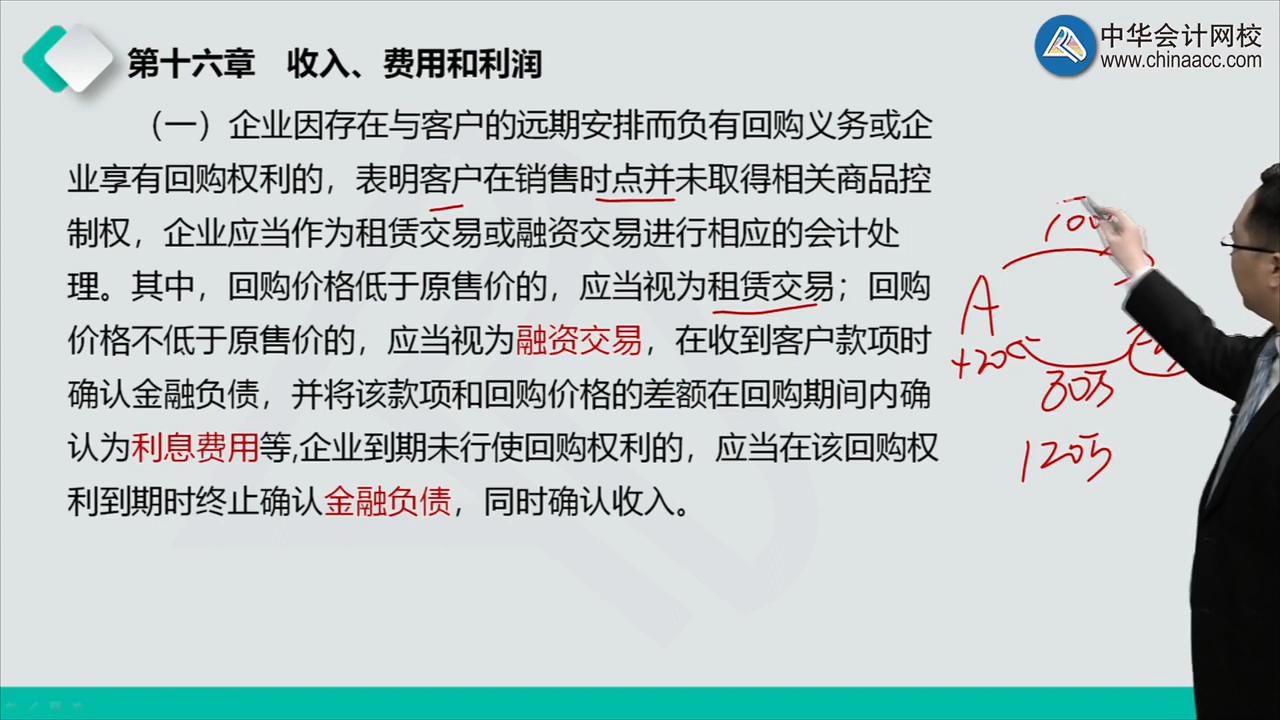 中华会计网校
www.chinaacc.com
第十六章 收入、费用和利润
（一）企业因存在与客户的远期安排而负有回购义务或企
业享有回购权利的，表明客户在销售时点并未取得相关商品控
制权，企业应当作为租赁交易或融资交易进行相应的会计处
理。其中，回购价格低于原售价的，应当视为租赁交易；回购
价格不低于原售价的，应当视为融资交易，在收到客户款项时
确认金融负债，并将该款项和回购价格的差额在回购期间内确
认为利息费用等,企业到期未行使回购权利的，应当在该回购权
利到期时终止确认金融负债，同时确认收入。
100
A
+20
80万
120万